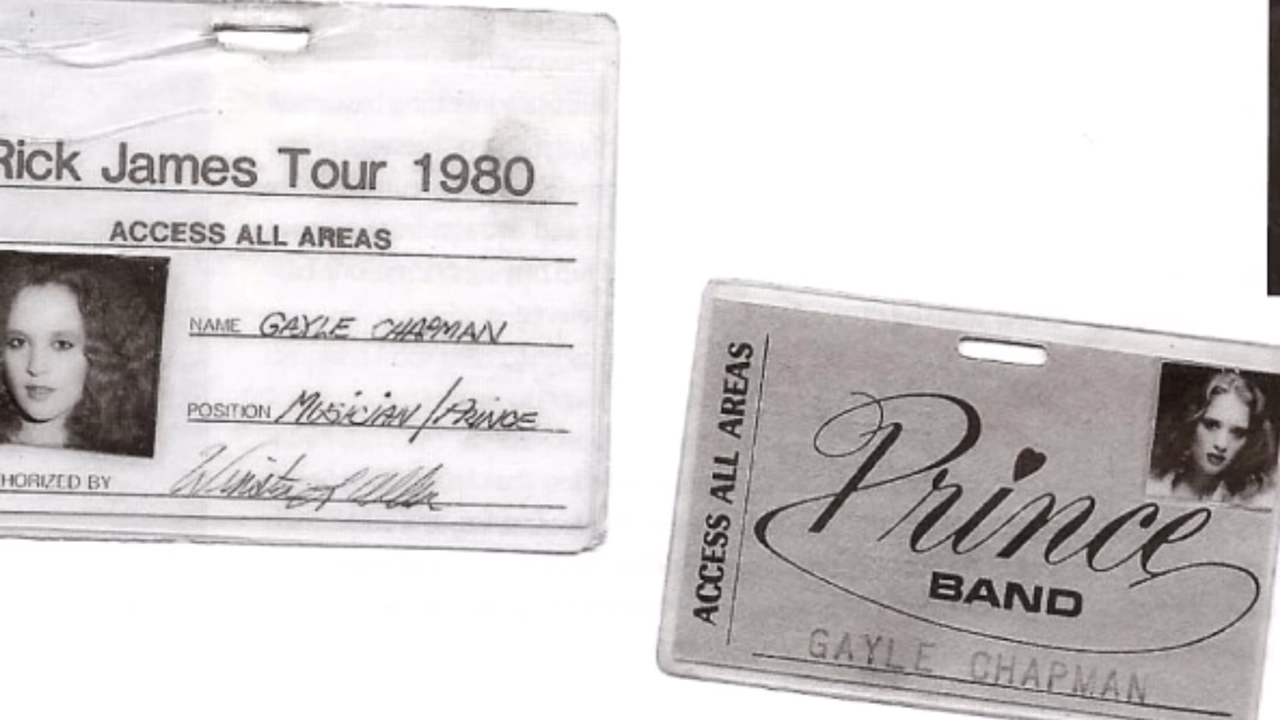 Rick James Tour 1980
ACCESS ALL AREAS
NAME GAYLE CHAPMAN
POSITION MUSICIAN/PRINCE
HORIZED BY
ACCESS ALL AREAS
Prince
BAND
GAYLE CHAPMAN